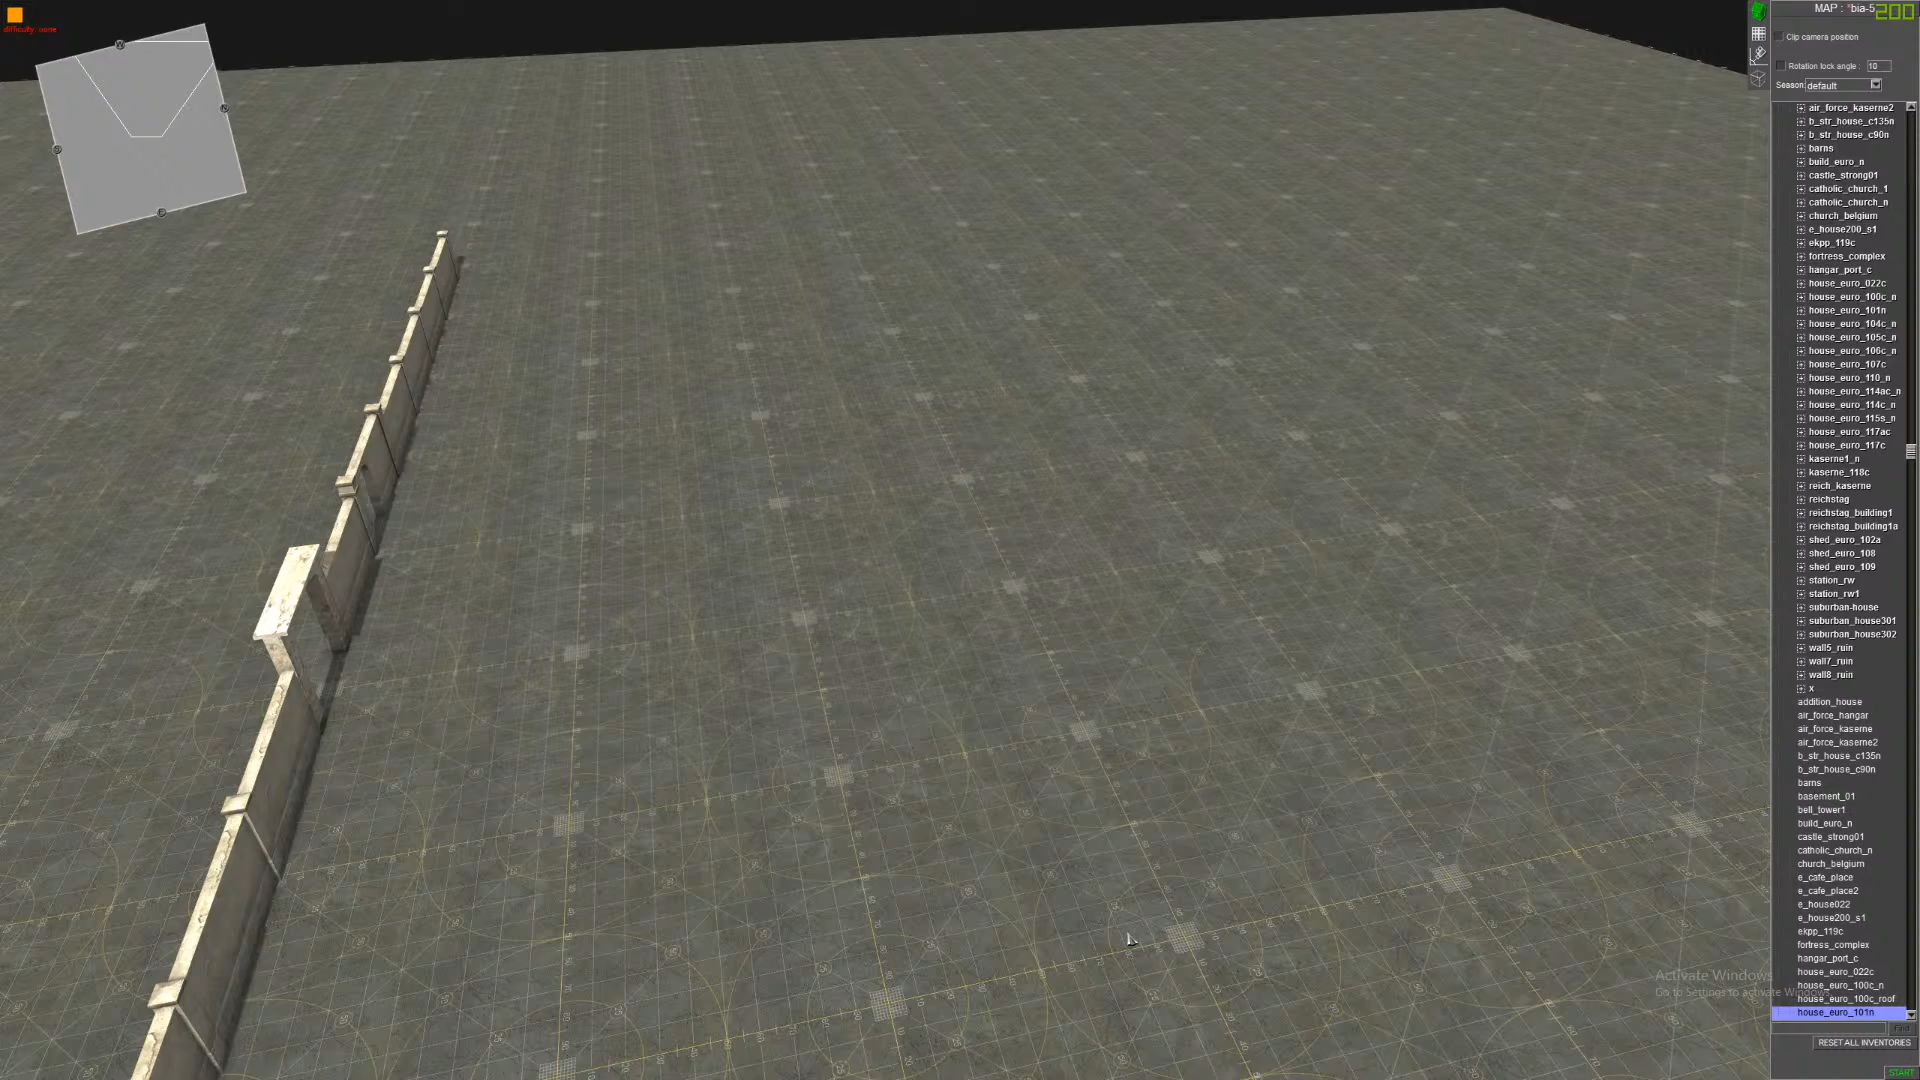 difficulty: none
W
N
S
E
MAP : *bia-5
200
Clip camera position
Rotation lock angle : 10
Season: default
air_force_kaserne2
b_str_house_c135n
b_str_house_c90n
barns
build_euro_n
castle_strong01
catholic_church_1
catholic_church_n
church_belgium
e_house200_s1
ekpp_119c
fortress_complex
hangar_port_c
house_euro_022c
house_euro_100c_n
house_euro_101n
house_euro_104c_n
house_euro_105c_n
house_euro_106c_n
house_euro_107c
house_euro_110_n
house_euro_114ac_n
house_euro_114c_n
house_euro_115s_n
house_euro_117ac
house_euro_117c
kaserne1_n
kaserne_118c
reich_kaserne
reichstag
reichstag_building1
reichstag_building1a
shed_euro_102a
shed_euro_108
shed_euro_109
station_rw
station_rw1
suburban-house
suburban_house301
suburban_house302
wall5_ruin
wall7_ruin
wall8_ruin
x
addition_house
air_force_hangar
air_force_kaserne
air_force_kaserne2
b_str_house_c135n
b_str_house_c90n
barns
basement_01
bell_tower1
build_euro_n
castle_strong01
catholic_church_n
church_belgium
e_cafe_place
e_cafe_place2
e_house022
e_house200_s1
ekpp_119c
fortress_complex
hangar_port_c
house_euro_022c
house_euro_100c_n
house_euro_100c_roof
house_euro_101n
Find
RESET ALL INVENTORIES
START
Activate Windows
Go to Settings to activate Windows.